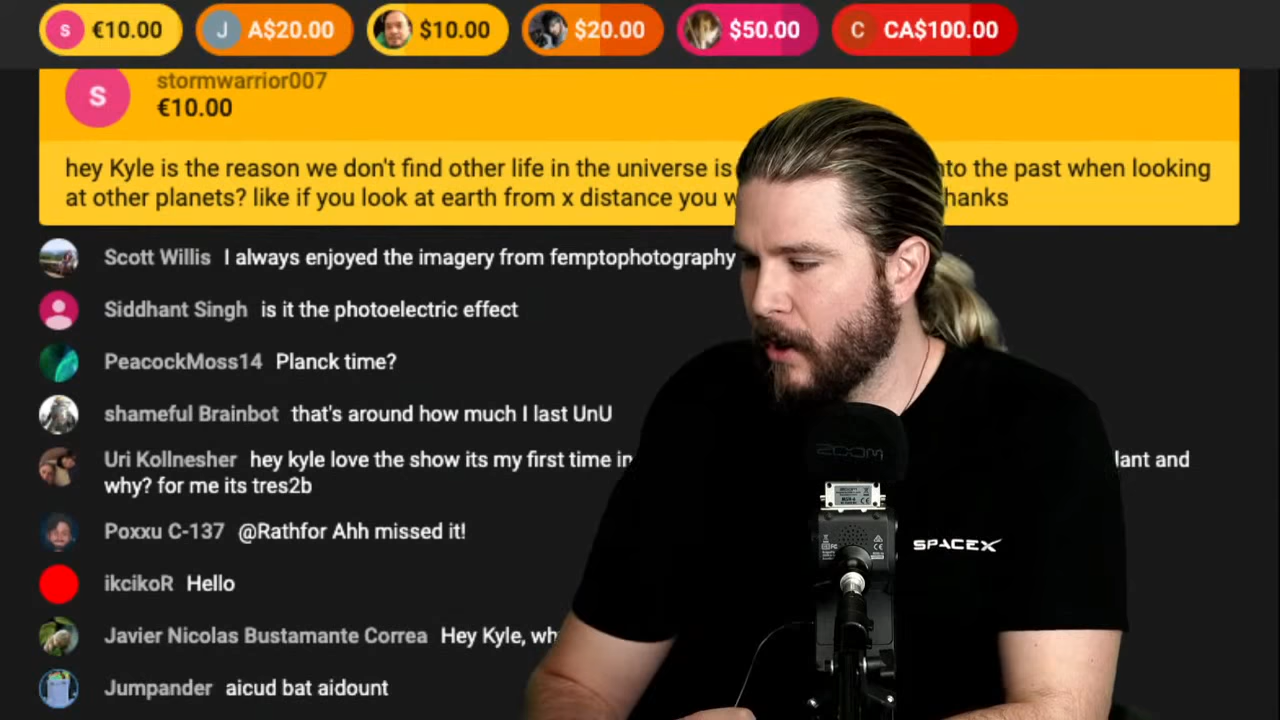 S €10.00 J A$20.00 $10.00 $20.00 $50.00 C CA$100.00
S
stormwarrior007
€10.00
hey Kyle is the reason we don't find other life in the universe is the past when looking
at other planets? like if you look at earth from x distance you
Scott Willis I always enjoyed the imagery from femptophotography
Siddhant Singh is it the photoelectric effect
PeacockMoss14 Planck time?
shameful Brainbot that's around how much I last UnU
Uri Kollnesher hey kyle love the show its my first time in and
why? for me its tres2b
Poxxu C-137 @Rathfor Ahh missed it!
ikcikoR Hello
Javier Nicolas Bustamante Correa Hey Kyle,
Jumpander aicud bat aidount
ZOOM
SPACEX